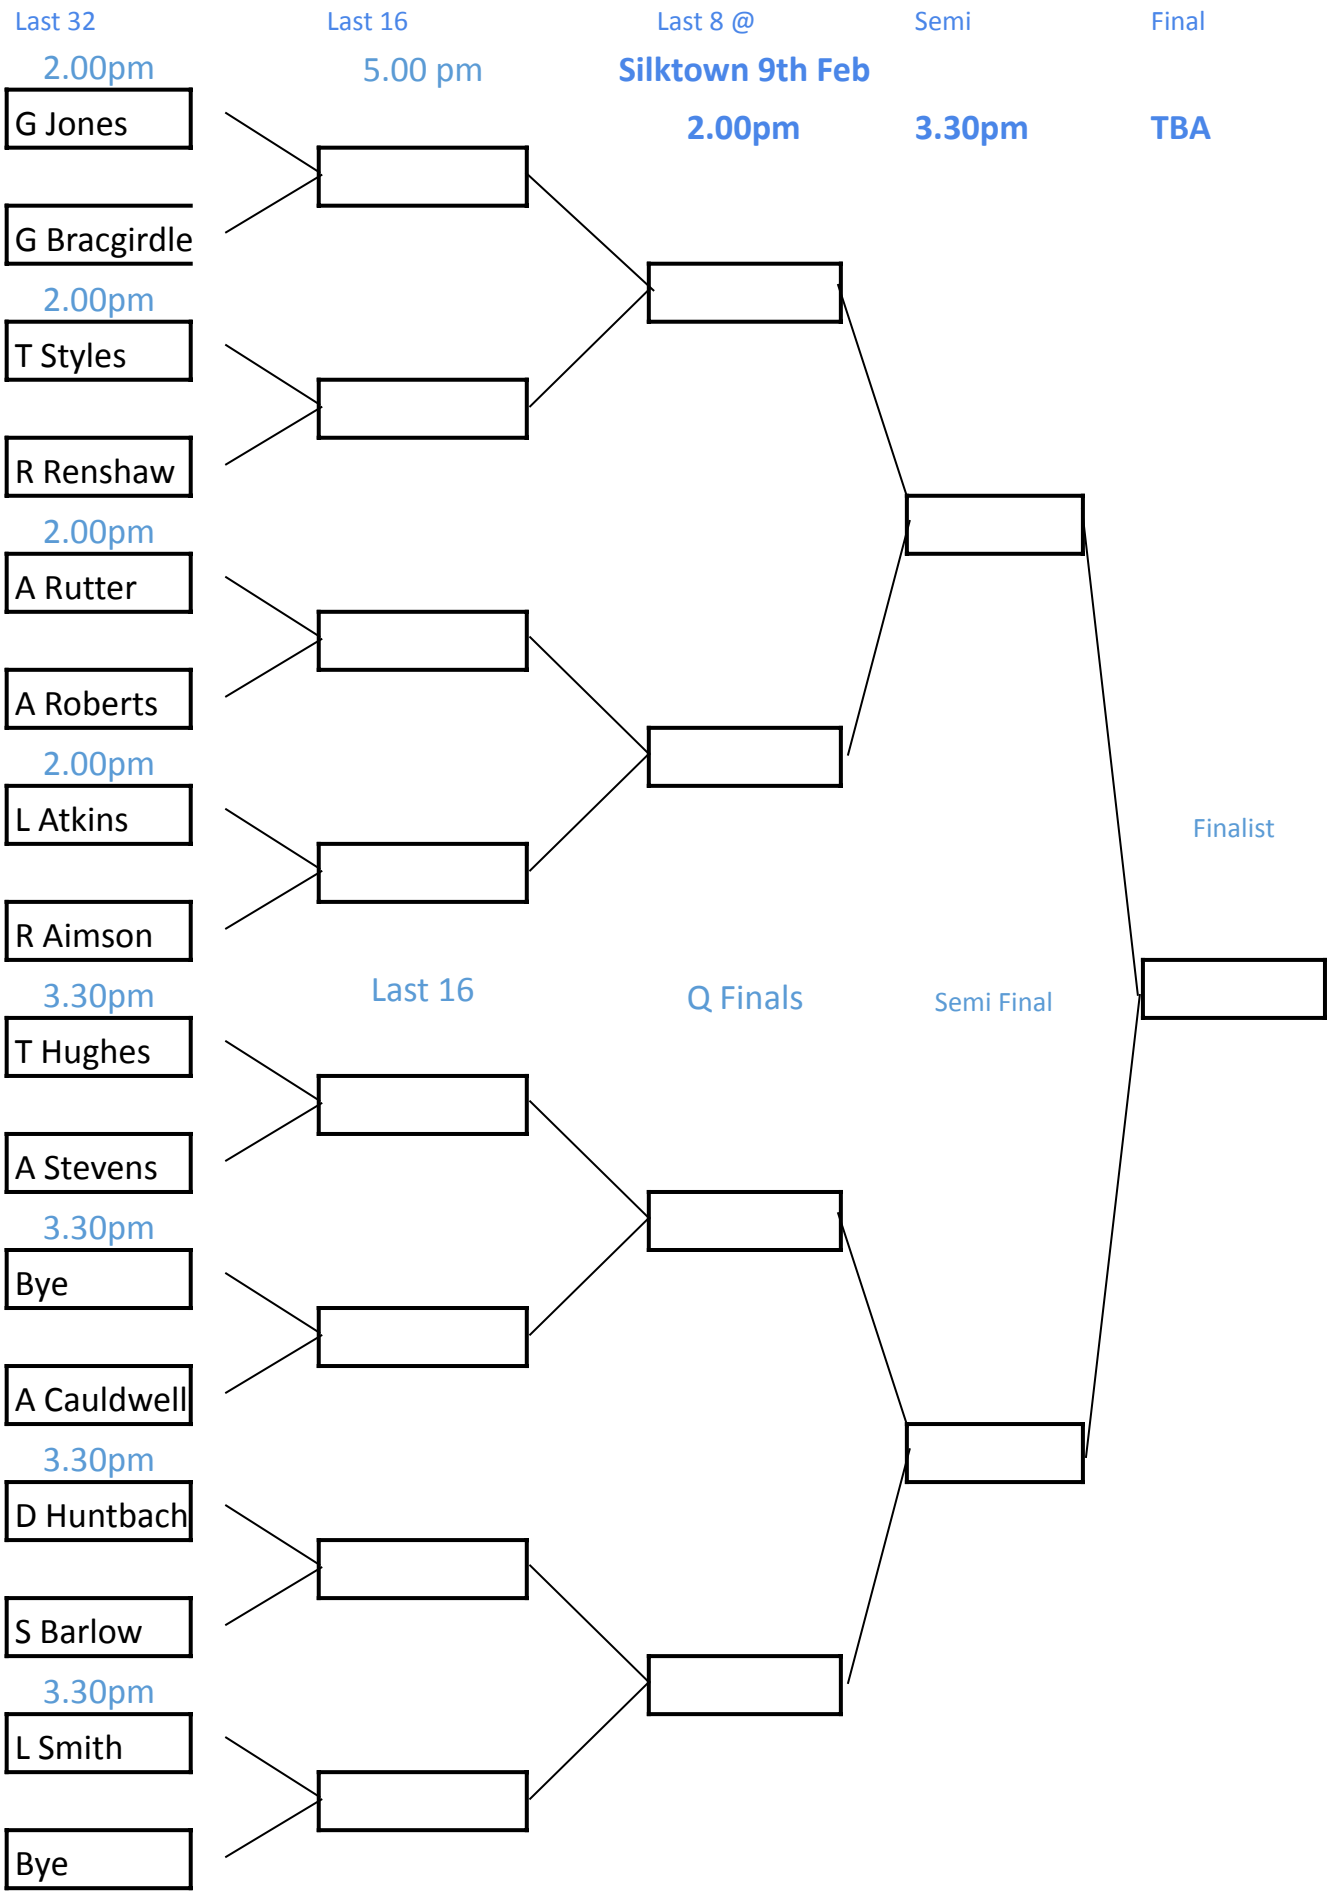 Last 32 Last 16 Last 8 @ Semi Final
2.00pm 5.00 pm Silktown 9th Feb
G Jones 2.00pm 3.30pm TBA
G Bracgirdle
2.00pm
T Styles
R Renshaw
2.00pm
A Rutter
A Roberts
2.00pm
L Atkins Finalist
R Aimson
3.30pm Last 16 Q Finals Semi Final
T Hughes
A Stevens
3.30pm
Bye
A Cauldwell
3.30pm
D Huntbach
S Barlow
3.30pm
L Smith
Bye